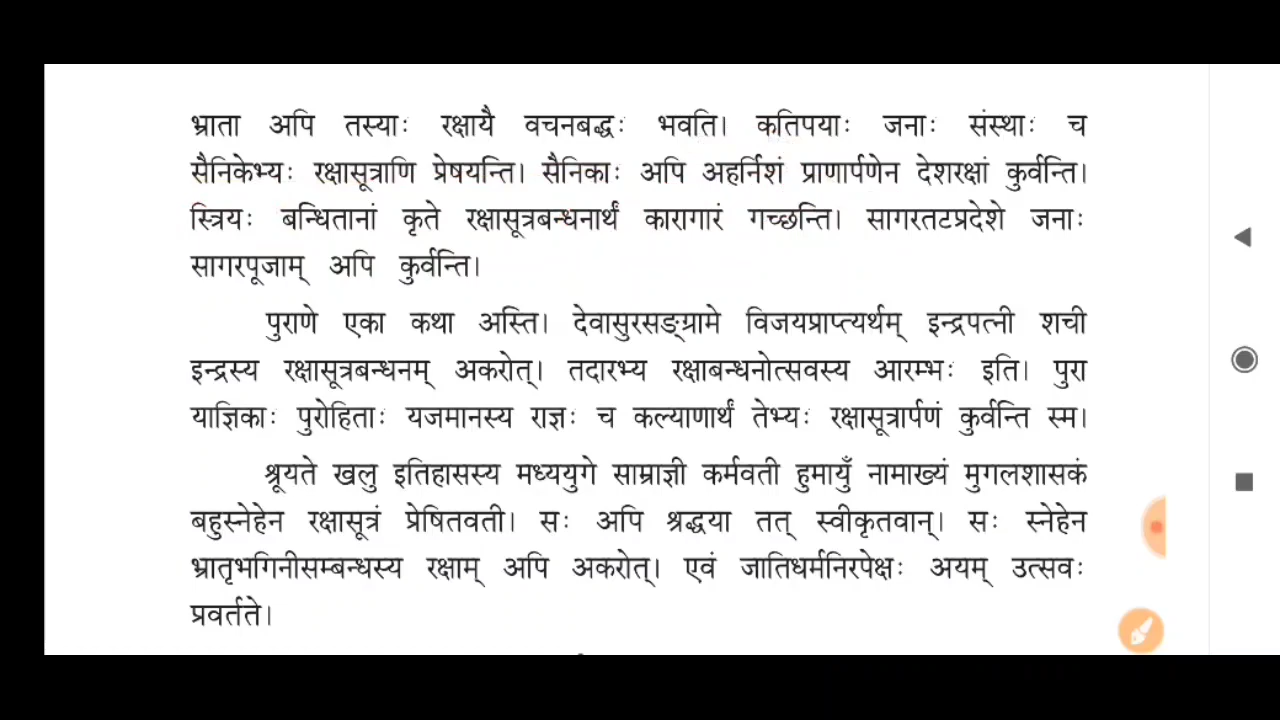 भ्राता अपि तस्याः रक्षायै वचनबद्धः भवति। कतिपयाः जनाः संस्थाः च
सैनिकेभ्यः रक्षासूत्राणि प्रेषयन्ति। सैनिकाः अपि अहर्निशं प्राणार्पणेन देशरक्षां कुर्वन्ति।
स्त्रियः बन्धितानां कृते रक्षासूत्रबन्धनार्थं कारागारं गच्छन्ति। सागरतटप्रदेशे जनाः
सागरपूजाम् अपि कुर्वन्ति।
पुराणे एका कथा अस्ति। देवासुरसङ्ग्रामे विजयप्राप्त्यर्थम् इन्द्रपत्नी शची
इन्द्रस्य रक्षासूत्रबन्धनम् अकरोत्। तदारभ्य रक्षाबन्धनोत्सवस्य आरम्भः इति। पुरा
याज्ञिकाः पुरोहिताः यजमानस्य राज्ञः च कल्याणार्थं तेभ्यः रक्षासूत्रार्पणं कुर्वन्ति स्म।
श्रूयते खलु इतिहासस्य मध्ययुगे साम्राज्ञी कर्मवती हुमायुँ नामाख्यं मुगलशासकं
बहुस्नेहेन रक्षासूत्रं प्रेषितवती। सः अपि श्रद्धया तत् स्वीकृतवान्। सः स्नेहेन
भ्रातृभगिनीसम्बन्धस्य रक्षाम् अपि अकरोत्। एवं जातिधर्मनिरपेक्षः अयम् उत्सवः
प्रवर्तते।